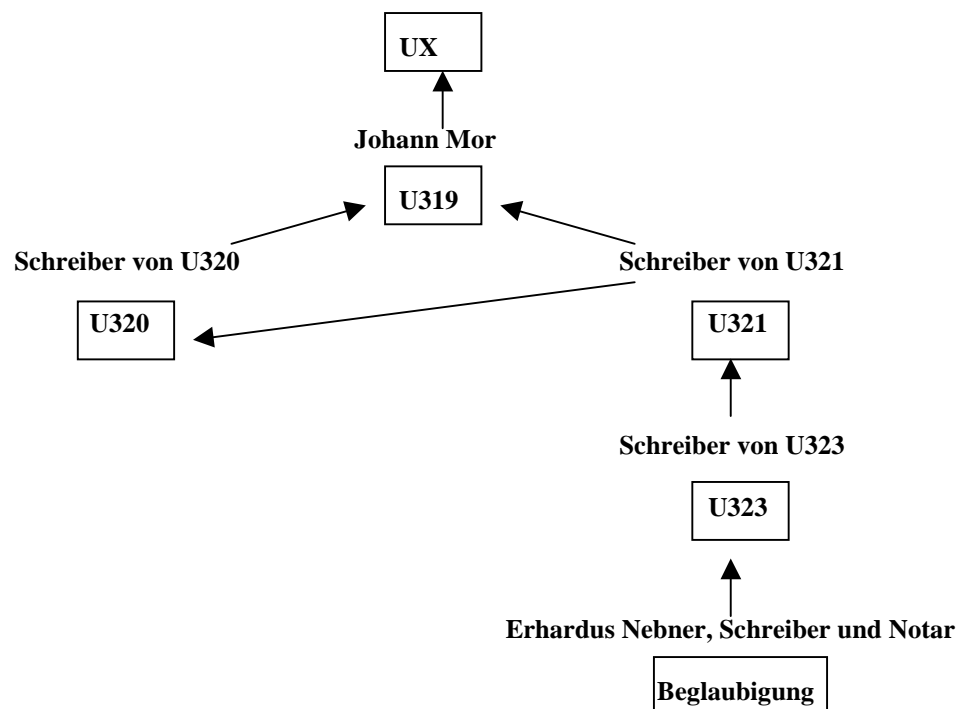 UX
Johann Mor
U319
Schreiber von U320 Schreiber von U321
U320 U321
Schreiber von U323
U323
Erhardus Nebner, Schreiber und Notar
Beglaubigung